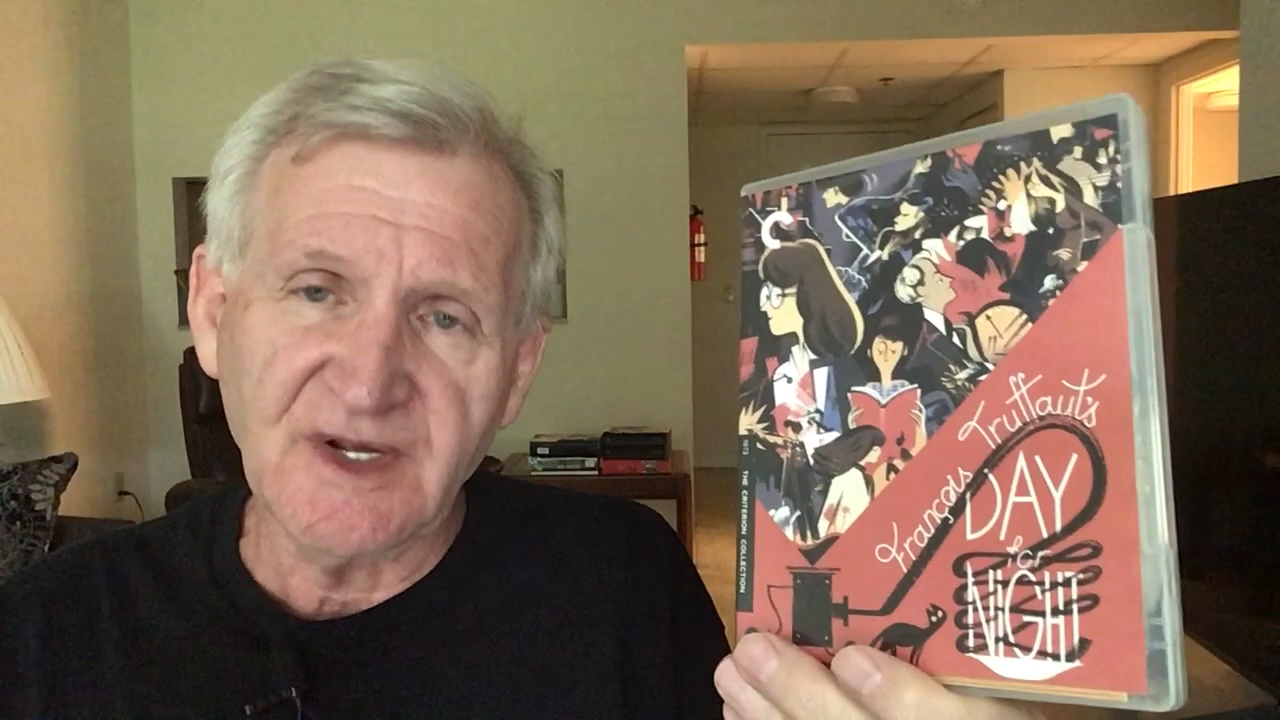 François Truffaut's
DAY
for
NIGHT
1973 THE CRITERION COLLECTION